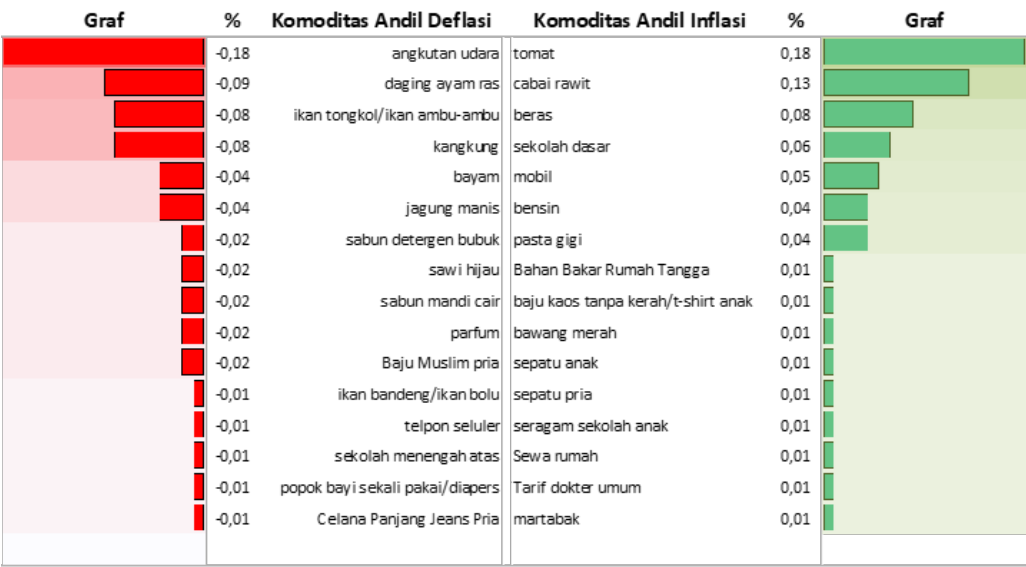 Graf % Komoditas Andil Deflasi Komoditas Andil Inflasi % Graf
-0,18 angkutan udara tomat 0,18
-0,09 daging ayam ras cabai rawit 0,13
-0,08 ikan tongkol/ikan ambu-ambu beras 0,08
-0,08 kangkung sekolah dasar 0,06
-0,04 bayam mobil 0,05
-0,04 jagung manis bensin 0,04
-0,02 sabun detergen bubuk pasta gigi 0,04
-0,02 sawi hijau Bahan Bakar Rumah Tangga 0,01
-0,02 sabun mandi cair baju kaos tanpa kerah/t-shirt anak 0,01
-0,02 parfum bawang merah 0,01
-0,02 Baju Muslim pria sepatu anak 0,01
-0,01 ikan bandeng/ikan bolu sepatu pria 0,01
-0,01 telpon seluler seragam sekolah anak 0,01
-0,01 sekolah menengah atas Sewa rumah 0,01
-0,01 popok bayi sekali pakai/diapers Tarif dokter umum 0,01
-0,01 Celana Panjang Jeans Pria martabak 0,01